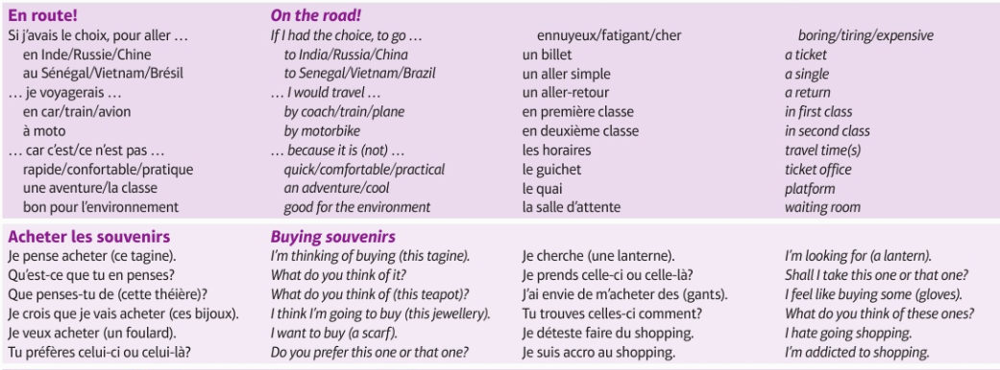 En route!
On the road!
Si j'avais le choix, pour aller …
If I had the choice, to go …
en Inde/Russie/Chine
to India/Russia/China
au Sénégal/Vietnam/Brésil
to Senegal/Vietnam/Brazil
… je voyagerais …
… I would travel …
en car/train/avion
by coach/train/plane
à moto
by motorbike
… car c'est/ce n'est pas …
… because it is (not) …
rapide/confortable/pratique
quick/comfortable/practical
une aventure/la classe
an adventure/cool
bon pour l'environnement
good for the environment
ennuyeux/fatigant/cher
boring/tiring/expensive
un billet
a ticket
un aller simple
a single
un aller-retour
a return
en première classe
in first class
en deuxième classe
in second class
les horaires
travel time(s)
le guichet
ticket office
le quai
platform
la salle d'attente
waiting room
Acheter les souvenirs
Buying souvenirs
Je pense acheter (ce tagine).
I'm thinking of buying (this tagine).
Qu'est-ce que tu en penses?
What do you think of it?
Que penses-tu de (cette théière)?
What do you think of (this teapot)?
Je crois que je vais acheter (ces bijoux).
I think I'm going to buy (this jewellery).
Je veux acheter (un foulard).
I want to buy (a scarf).
Tu préfères celui-ci ou celui-là?
Do you prefer this one or that one?
Je cherche (une lanterne).
I'm looking for (a lantern).
Je prends celle-ci ou celle-là?
Shall I take this one or that one?
J'ai envie de m'acheter des (gants).
I feel like buying some (gloves).
Tu trouves celles-ci comment?
What do you think of these ones?
Je déteste faire du shopping.
I hate going shopping.
Je suis accro au shopping.
I'm addicted to shopping.